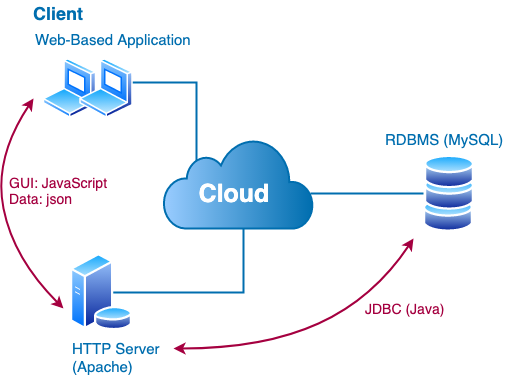 Client
Web-Based Application
RDBMS (MySQL)
GUI: JavaScript
Data: json
Cloud
JDBC (Java)
HTTP Server
(Apache)